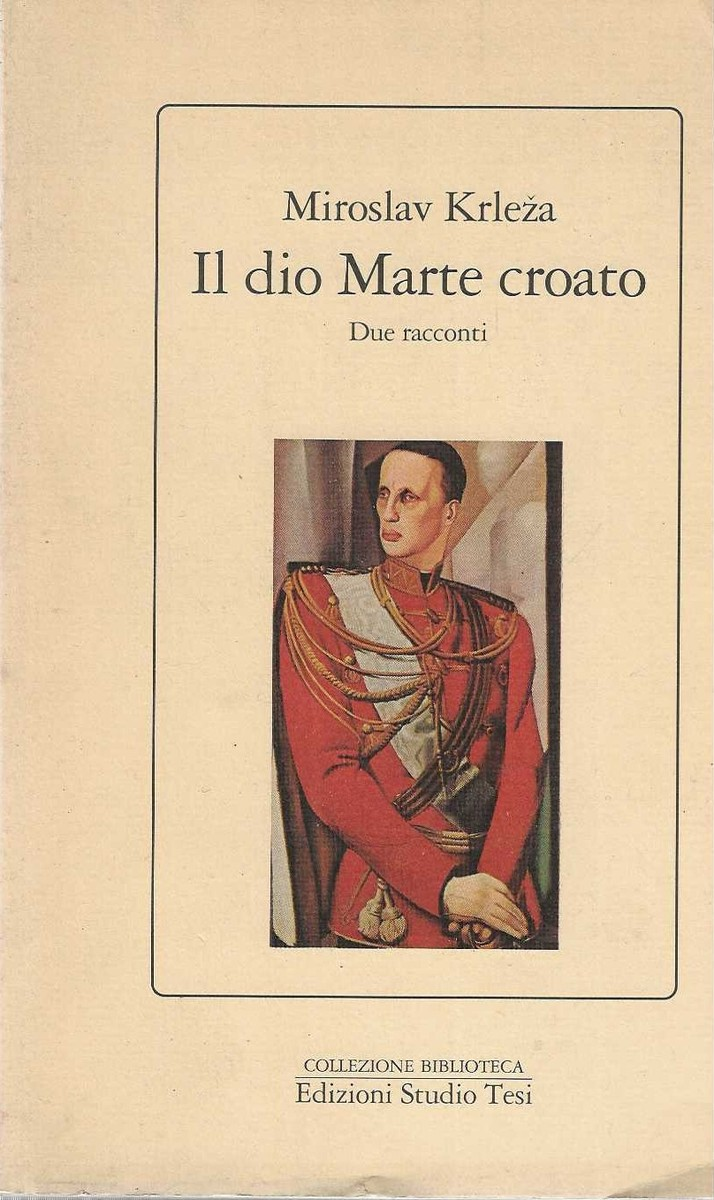 Miroslav Krleža
Il dio Marte croato
Due racconti
COLLEZIONE BIBLIOTECA
Edizioni Studio Tesi